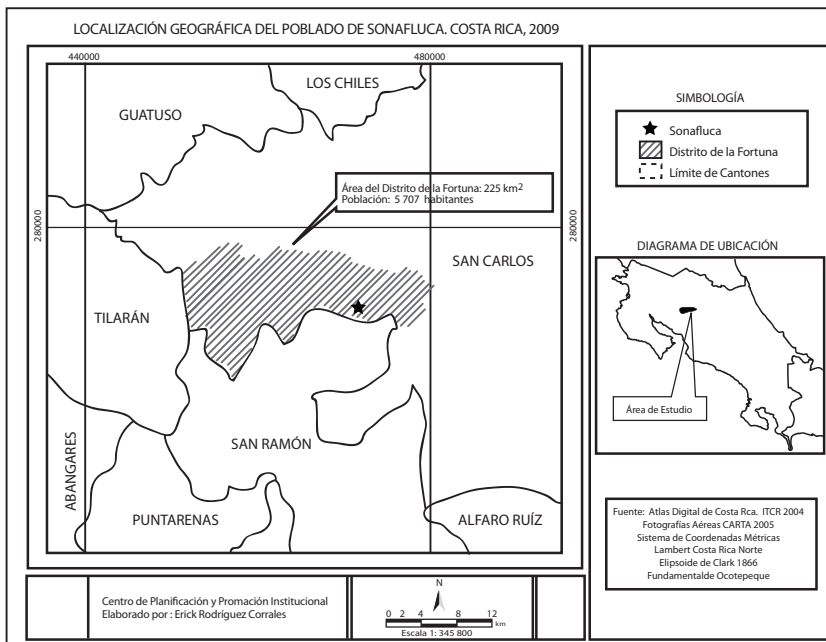 LOCALIZACIÓN GEOGRÁFICA DEL POBLADO DE SONAFLUCA. COSTA RICA, 2009
440000
480000
LOS CHILES
GUATUSO
Área del Distrito de la Fortuna: 225 km2
Población: 5 707 habitantes
280000
280000
SAN CARLOS
TILARÁN
SAN RAMÓN
ABANGARES
PUNTARENAS
ALFARO RUÍZ
SIMBOLOGÍA
Sonafluca
Distrito de la Fortuna
Límite de Cantones
DIAGRAMA DE UBICACIÓN
Área de Estudio
Fuente: Atlas Digital de Costa Rca. ITCR 2004
Fotografías Aéreas CARTA 2005
Sistema de Coordenadas Métricas
Lambert Costa Rica Norte
Elipsoide de Clark 1866
Fundamentalde Ocotepeque
Centro de Planificación y Promación Institucional
Elaborado por : Erick Rodríguez Corrales
N
0 2 4 8 12
km
Escala 1: 345 800